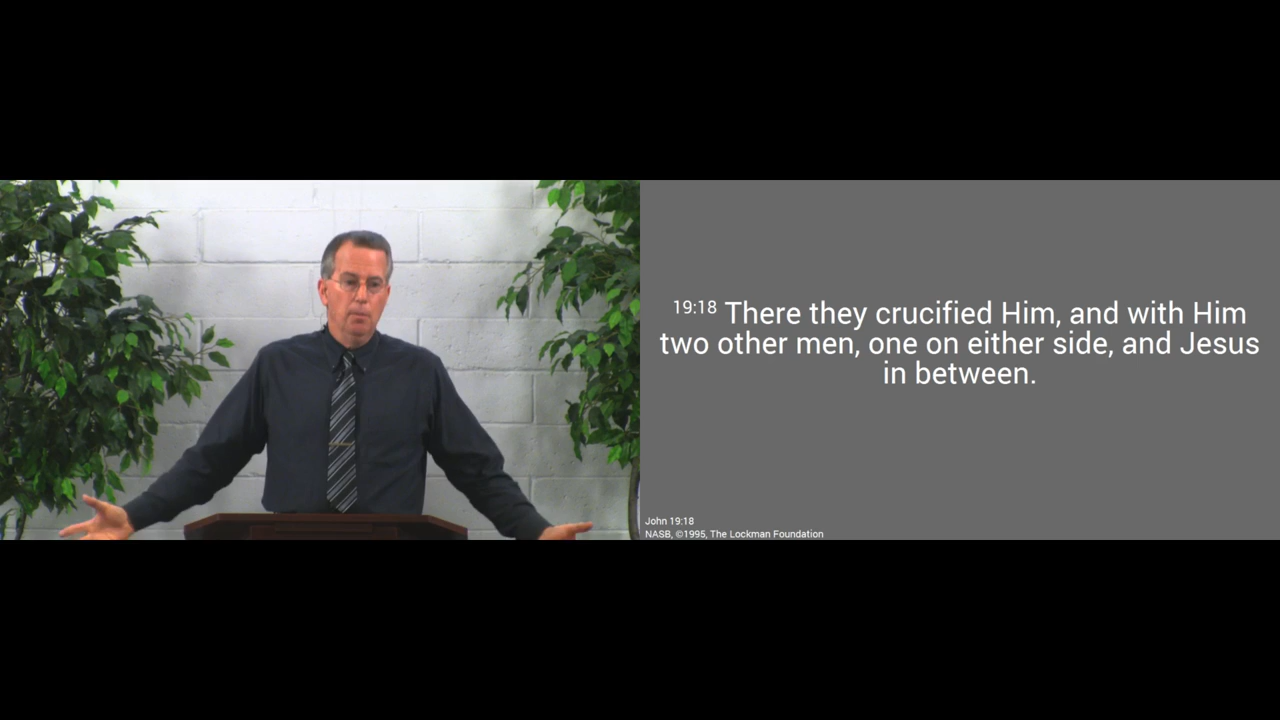 19:18 There they crucified Him, and with Him
two other men, one on either side, and Jesus
in between.
John 19:18
NASB, ©1995, The Lockman Foundation